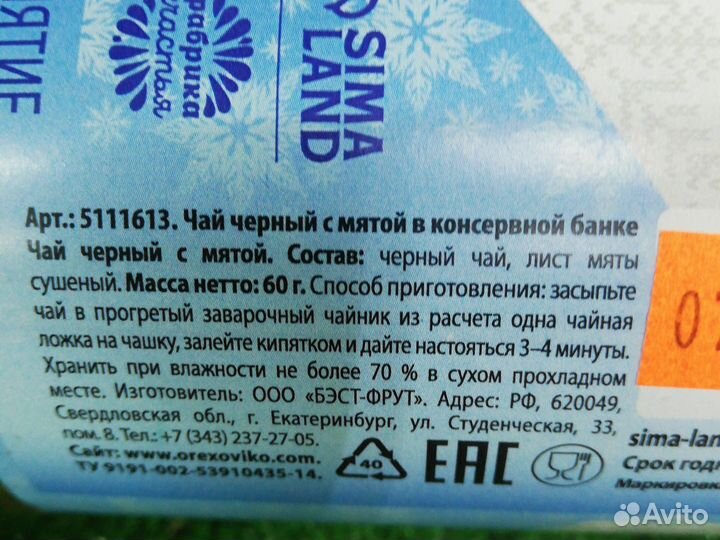 SIMA
LAND
фабрика
счастья
Арт.: 5111613. Чай черный с мятой в консервной банке
Чай черный с мятой. Состав: черный чай, лист мяты
сушеный. Масса нетто: 60 г. Способ приготовления: засыпьте
чай в прогретый заварочный чайник из расчета одна чайная
ложка на чашку, залейте кипятком и дайте настояться 3–4 минуты.
Хранить при влажности не более 70 % в сухом прохладном
месте. Изготовитель: ООО «БЭСТ-ФРУТ». Адрес: РФ, 620049,
Свердловская обл., г. Екатеринбург, ул. Студенческая, 33,
пом. 8. Тел.: +7 (343) 237-27-05.
Сайт: www.orexoviko.com.
ТУ 9191-002-53910435-14.
40
EAC
sima-lan
Срок годн
Маркировк
07
Avito